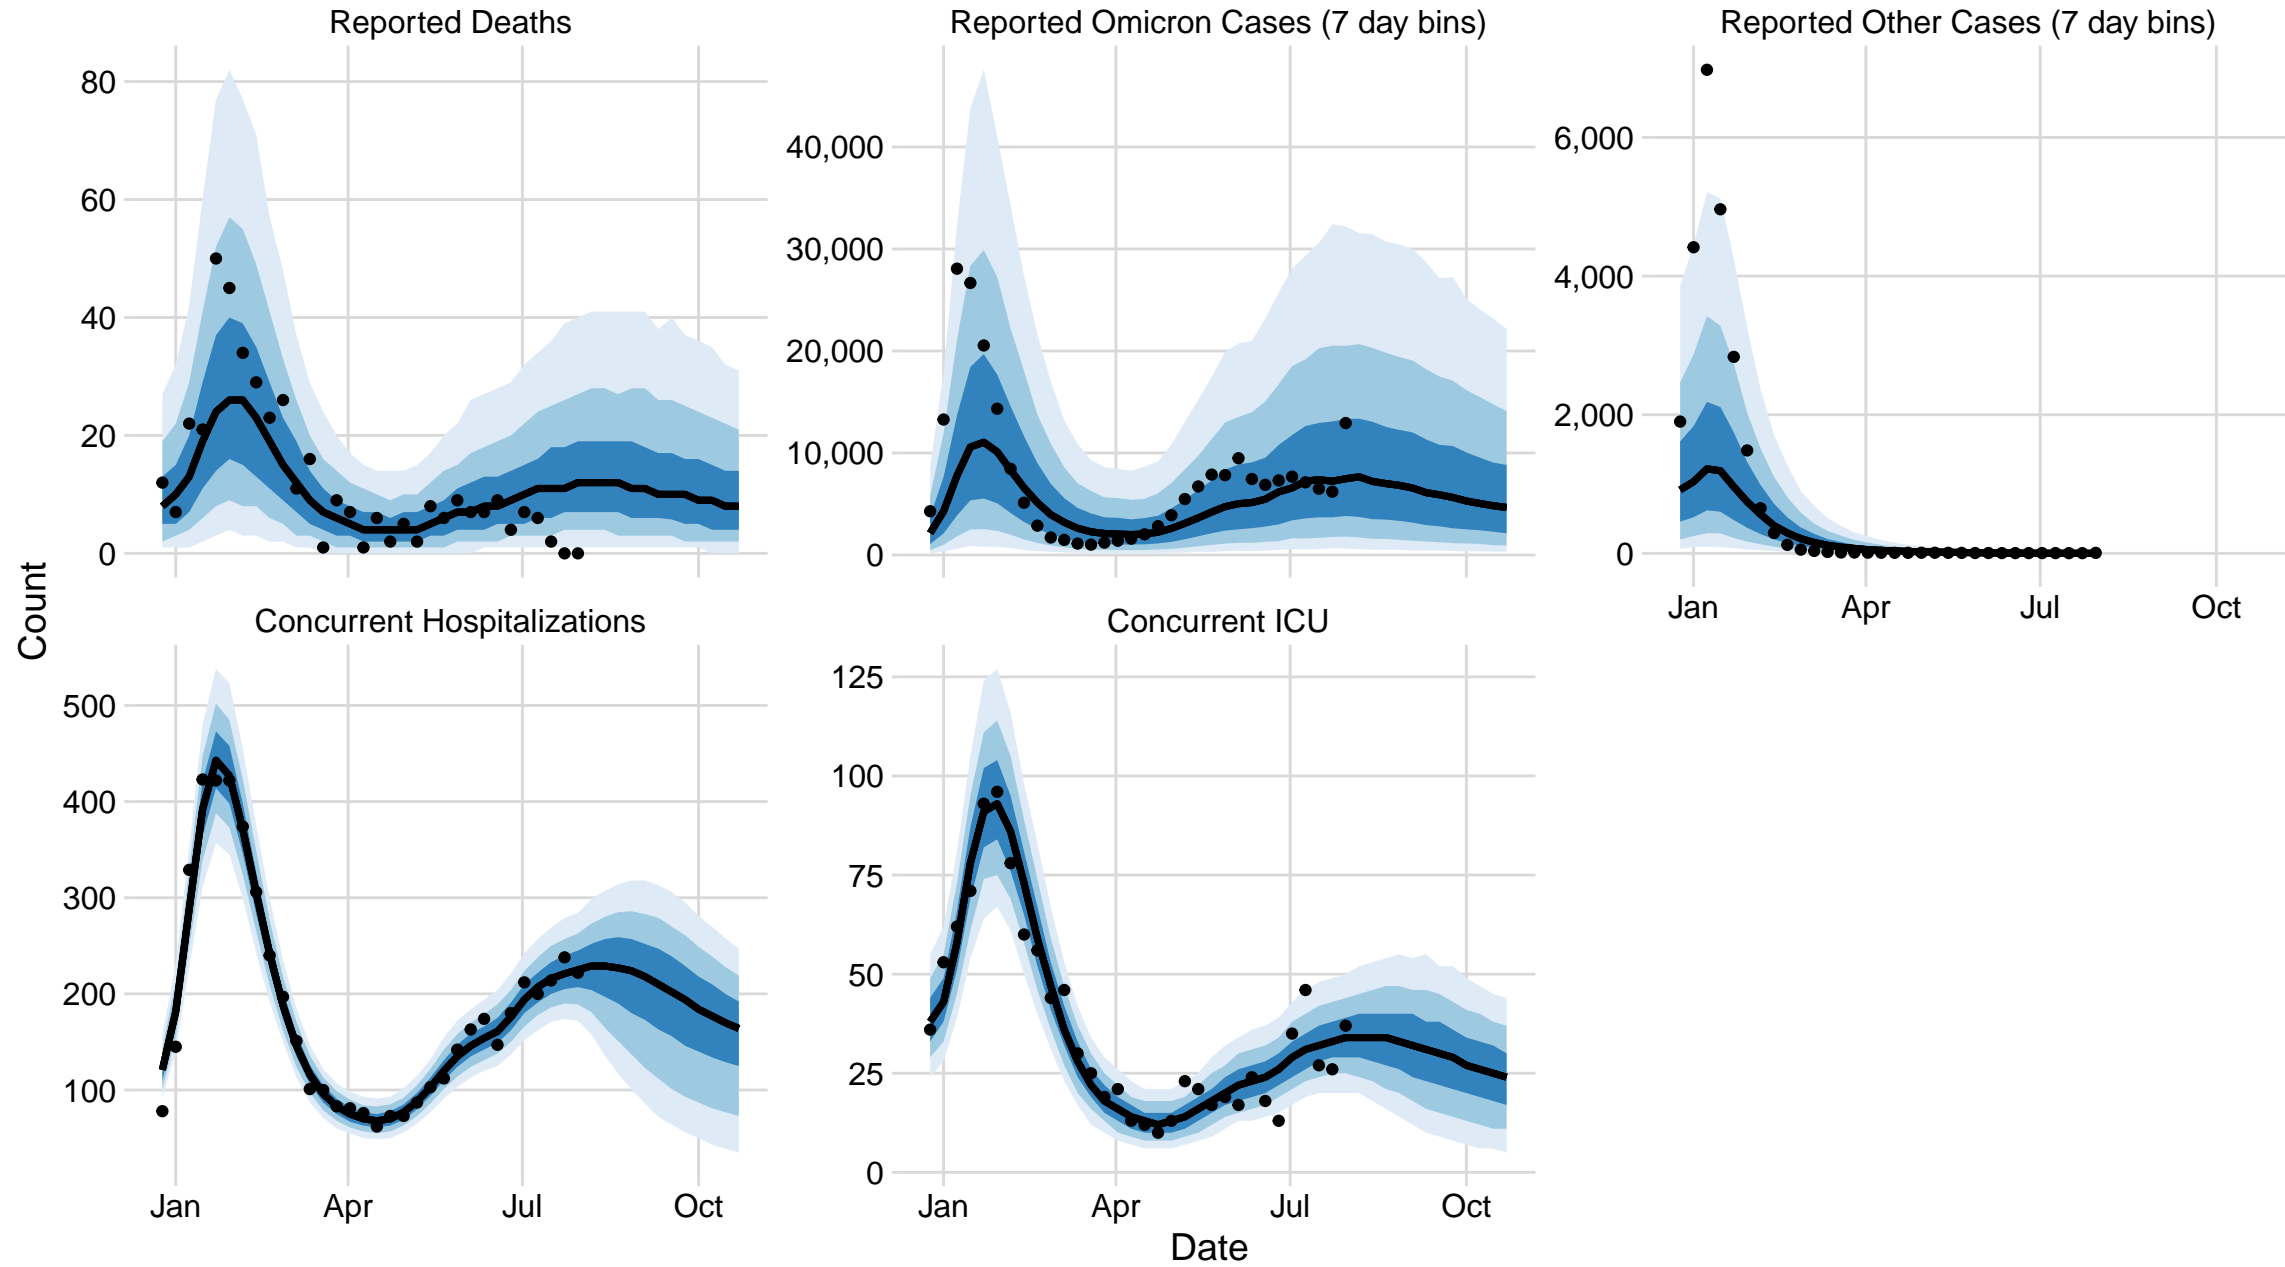 Reported Deaths
Reported Omicron Cases (7 day bins)
Reported Other Cases (7 day bins)
80
60
40
20
0
40,000
30,000
20,000
10,000
0
6,000
4,000
2,000
0
Jan Apr Jul Oct
Count
Concurrent Hospitalizations
Concurrent ICU
500
400
300
200
100
125
100
75
50
25
0
Jan Apr Jul Oct
Jan Apr Jul Oct
Date